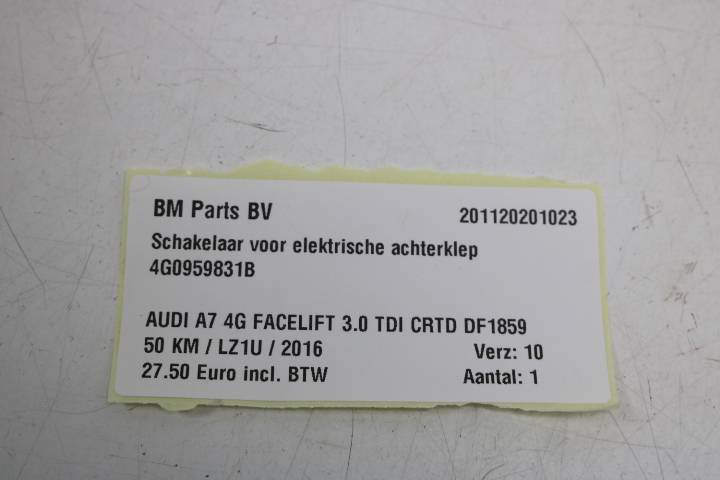 BM Parts BV 201120201023
Schakelaar voor elektrische achterklep
4G0959831B
AUDI A7 4G FACELIFT 3.0 TDI CRTD DF1859
50 KM / LZ1U / 2016 Verz: 10
27.50 Euro incl. BTW Aantal: 1